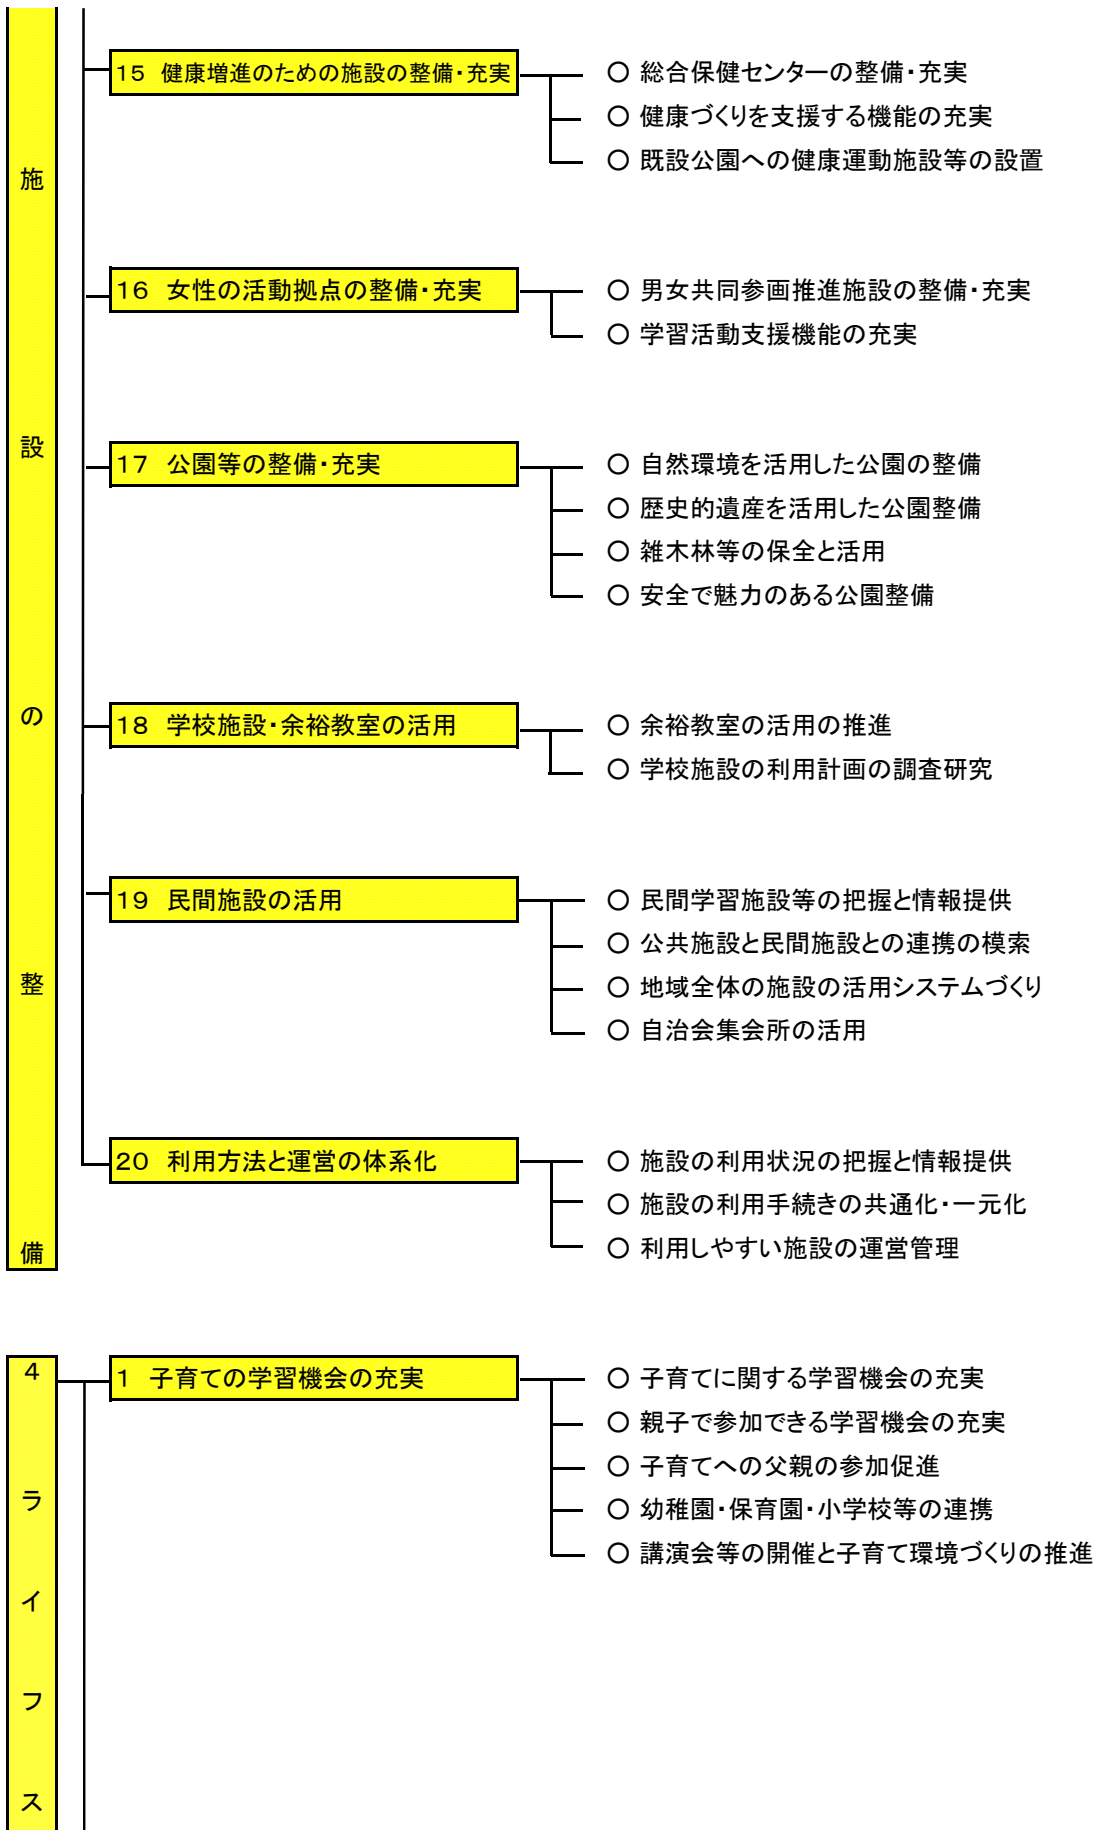 施設の整備
15 健康増進のための施設の整備・充実
○ 総合保健センターの整備・充実
○ 健康づくりを支援する機能の充実
○ 既設公園への健康運動施設等の設置
16 女性の活動拠点の整備・充実
○ 男女共同参画推進施設の整備・充実
○ 学習活動支援機能の充実
17 公園等の整備・充実
○ 自然環境を活用した公園の整備
○ 歴史的遺産を活用した公園整備
○ 雑木林等の保全と活用
○ 安全で魅力のある公園整備
18 学校施設・余裕教室の活用
○ 余裕教室の活用の推進
○ 学校施設の利用計画の調査研究
19 民間施設の活用
○ 民間学習施設等の把握と情報提供
○ 公共施設と民間施設との連携の模索
○ 地域全体の施設の活用システムづくり
○ 自治会集会所の活用
20 利用方法と運営の体系化
○ 施設の利用状況の把握と情報提供
○ 施設の利用手続きの共通化・一元化
○ 利用しやすい施設の運営管理
4 ライフス
1 子育ての学習機会の充実
○ 子育てに関する学習機会の充実
○ 親子で参加できる学習機会の充実
○ 子育てへの父親の参加促進
○ 幼稚園・保育園・小学校等の連携
○ 講演会等の開催と子育て環境づくりの推進